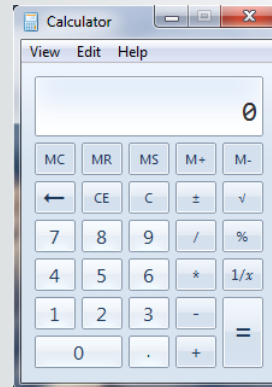 Calculator
View Edit Help
0
MC MR MS M+ M-
← CE C ± √
7 8 9 / %
4 5 6 * 1/x
1 2 3 - =
0 . +